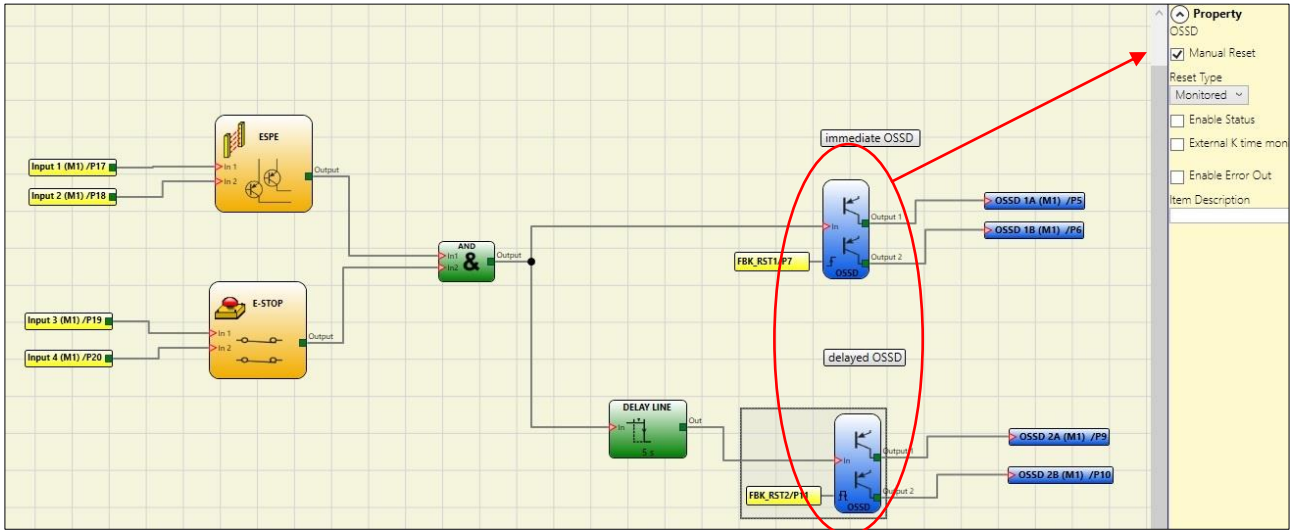 Property
OSSD
Manual Reset
Reset Type
Monitored
Enable Status
External K time moni
Enable Error Out
Item Description
immediate OSSD
ESPE
In 1
In 2
Output
Input 1 (M1) /P17
Input 2 (M1) /P18
In
Output 1
Output 2
OSSD
OSSD 1A (M1) /P5
OSSD 1B (M1) /P6
FBK_RST1/P7
AND
In1
In2
&
Output
E-STOP
In 1
In 2
Output
Input 3 (M1) /P19
Input 4 (M1) /P20
delayed OSSD
DELAY LINE
In
Out
5 s
In
Output 1
Output 2
OSSD
OSSD 2A (M1) /P9
OSSD 2B (M1) /P10
FBK_RST2/P11